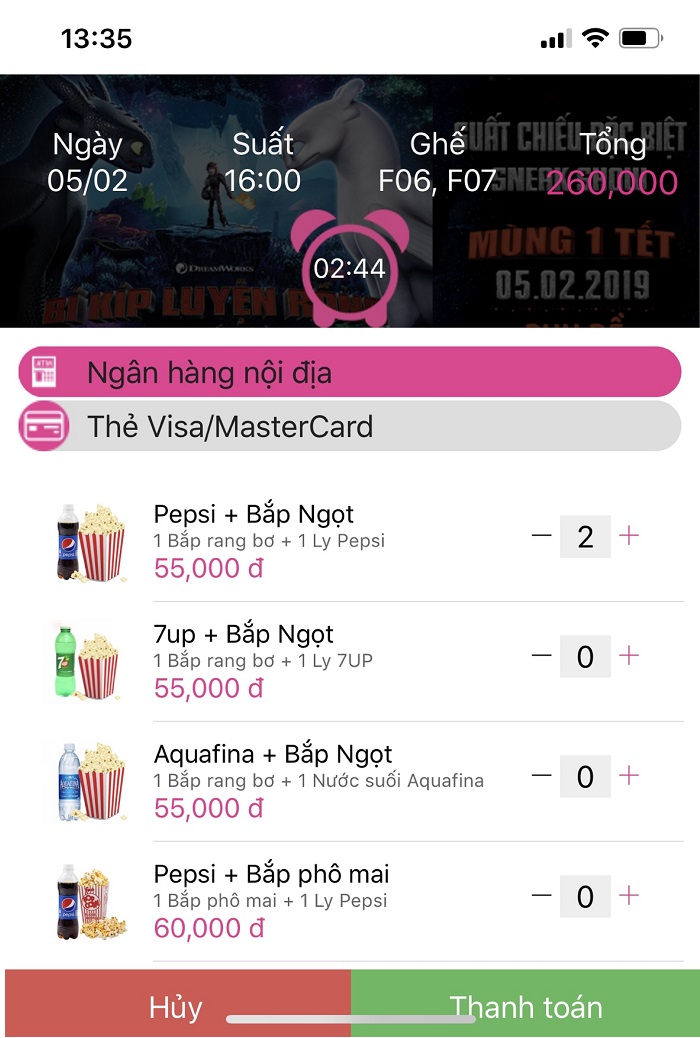 13:35
SUẤT CHIẾU ĐẶC BIỆT
SNEAK SHOW
Ngày Suất Ghế Tổng
05/02 16:00 F06, F07 260,000
MÙNG 1 TẾT
02:44
DREAMWORKS
05.02.2019
BÍ KÍP LUYỆN RỒNG
Ngân hàng nội địa
Thẻ Visa/MasterCard
Pepsi + Bắp Ngọt
1 Bắp rang bơ + 1 Ly Pepsi
2
55,000 đ
7up + Bắp Ngọt
1 Bắp rang bơ + 1 Ly 7UP
0
55,000 đ
Aquafina + Bắp Ngọt
1 Bắp rang bơ + 1 Nước suối Aquafina
0
55,000 đ
Pepsi + Bắp phô mai
1 Bắp phô mai + 1 Ly Pepsi
0
60,000 đ
Hủy Thanh toán